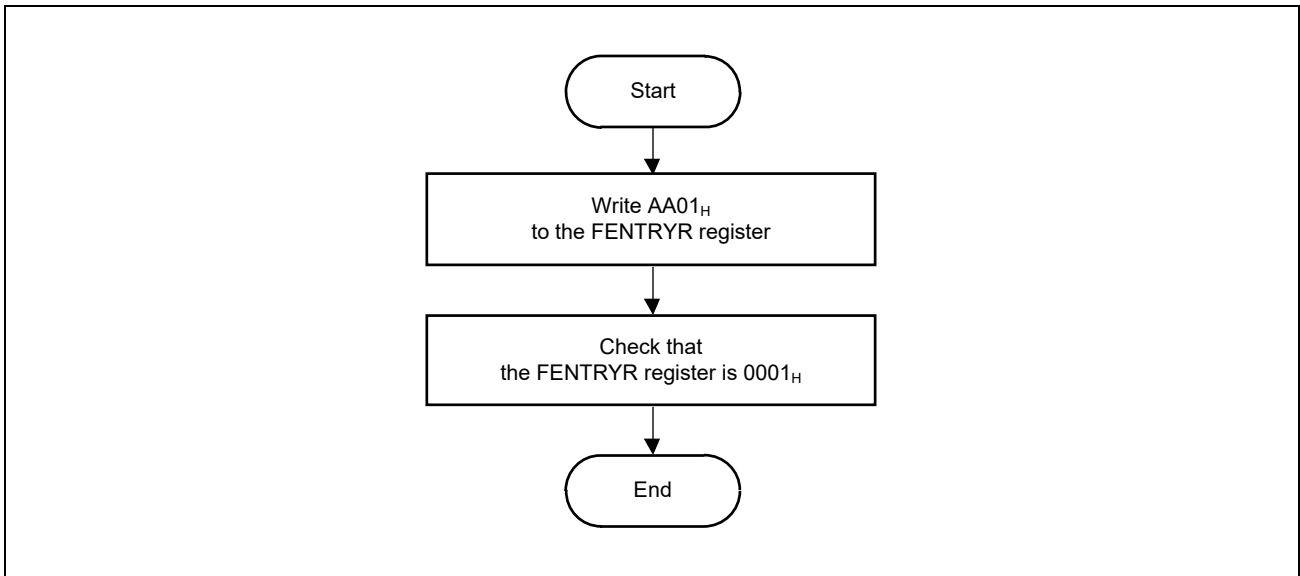 Start
Write AA01H
to the FENTRYR register
Check that
the FENTRYR register is 0001H
End